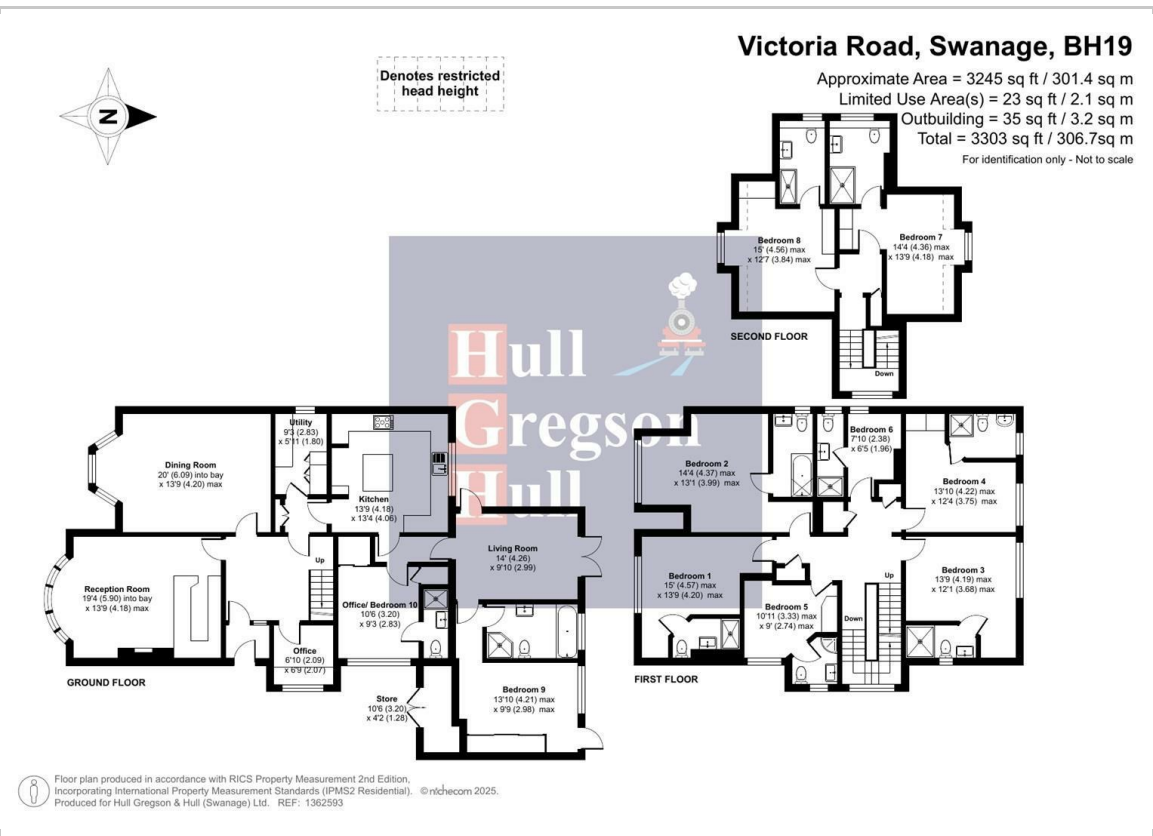 Victoria Road, Swanage, BH19
Approximate Area = 3245 sq ft / 301.4 sq m
Limited Use Area(s) = 23 sq ft / 2.1 sq m
Outbuilding = 35 sq ft / 3.2 sq m
Total = 3303 sq ft / 306.7sq m
For identification only - Not to scale
Denotes restricted
head height
N
Bedroom 8
15' (4.56) max
x 12'7 (3.84) max
Bedroom 7
14'4 (4.36) max
x 13'9 (4.18) max
SECOND FLOOR
Down
Hull
Gregson
Hull
Utility
9'3 (2.83)
x 5'11 (1.80)
Dining Room
20' (6.09) into bay
x 13'9 (4.20) max
Kitchen
13'9 (4.18)
x 13'4 (4.06)
Living Room
14' (4.26)
x 9'10 (2.99)
Up
Reception Room
19'4 (5.90) into bay
x 13'9 (4.18) max
Office/ Bedroom 10
10'6 (3.20)
x 9'3 (2.83)
Office
6'10 (2.09)
x 6'9 (2.07)
GROUND FLOOR
Store
10'6 (3.20)
x 4'2 (1.28)
Bedroom 9
13'10 (4.21) max
x 9'9 (2.98) max
Bedroom 2
14'4 (4.37) max
x 13'1 (3.99) max
Bedroom 6
7'10 (2.38)
x 6'5 (1.96)
Bedroom 4
13'10 (4.22) max
x 12'4 (3.75) max
Bedroom 1
15' (4.57) max
x 13'9 (4.20) max
Bedroom 5
10'11 (3.33) max
x 9' (2.74) max
Up
Down
Bedroom 3
13'9 (4.19) max
x 12'1 (3.68) max
FIRST FLOOR
Floor plan produced in accordance with RICS Property Measurement 2nd Edition,
Incorporating International Property Measurement Standards (IPMS2 Residential). © nichecom 2025.
Produced for Hull Gregson & Hull (Swanage) Ltd. REF: 1362593